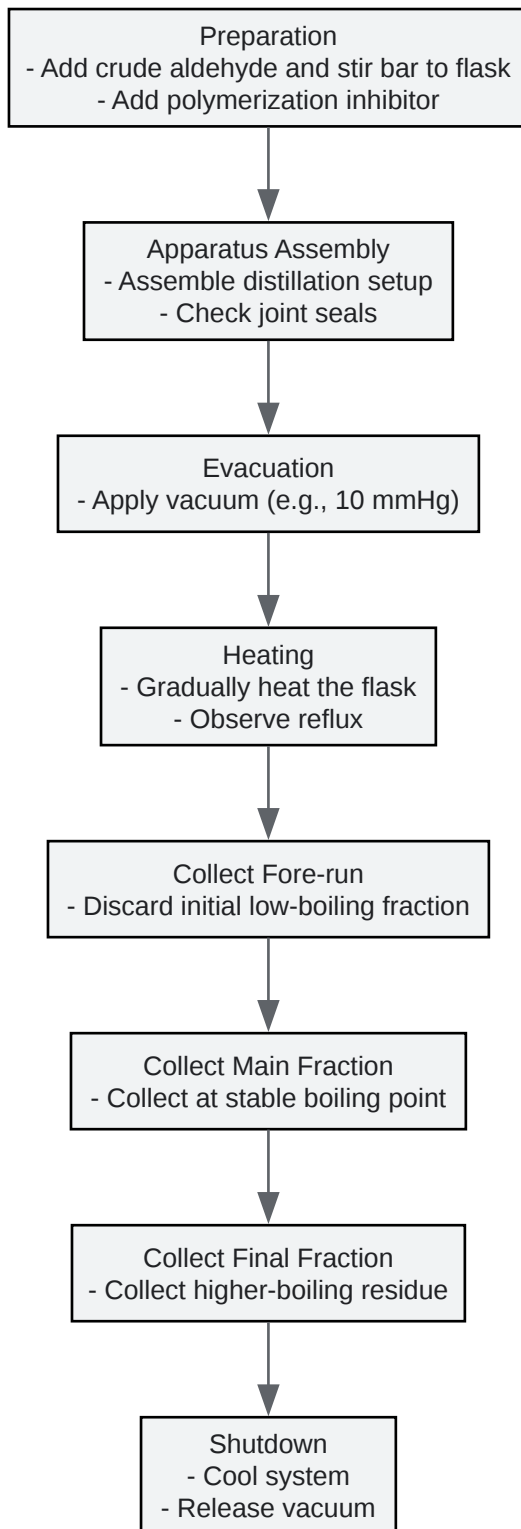 Preparation
- Add crude aldehyde and stir bar to flask
- Add polymerization inhibitor
Apparatus Assembly
- Assemble distillation setup
- Check joint seals
Evacuation
- Apply vacuum (e.g., 10 mmHg)
Heating
- Gradually heat the flask
- Observe reflux
Collect Fore-run
- Discard initial low-boiling fraction
Collect Main Fraction
- Collect at stable boiling point
Collect Final Fraction
- Collect higher-boiling residue
Shutdown
- Cool system
- Release vacuum